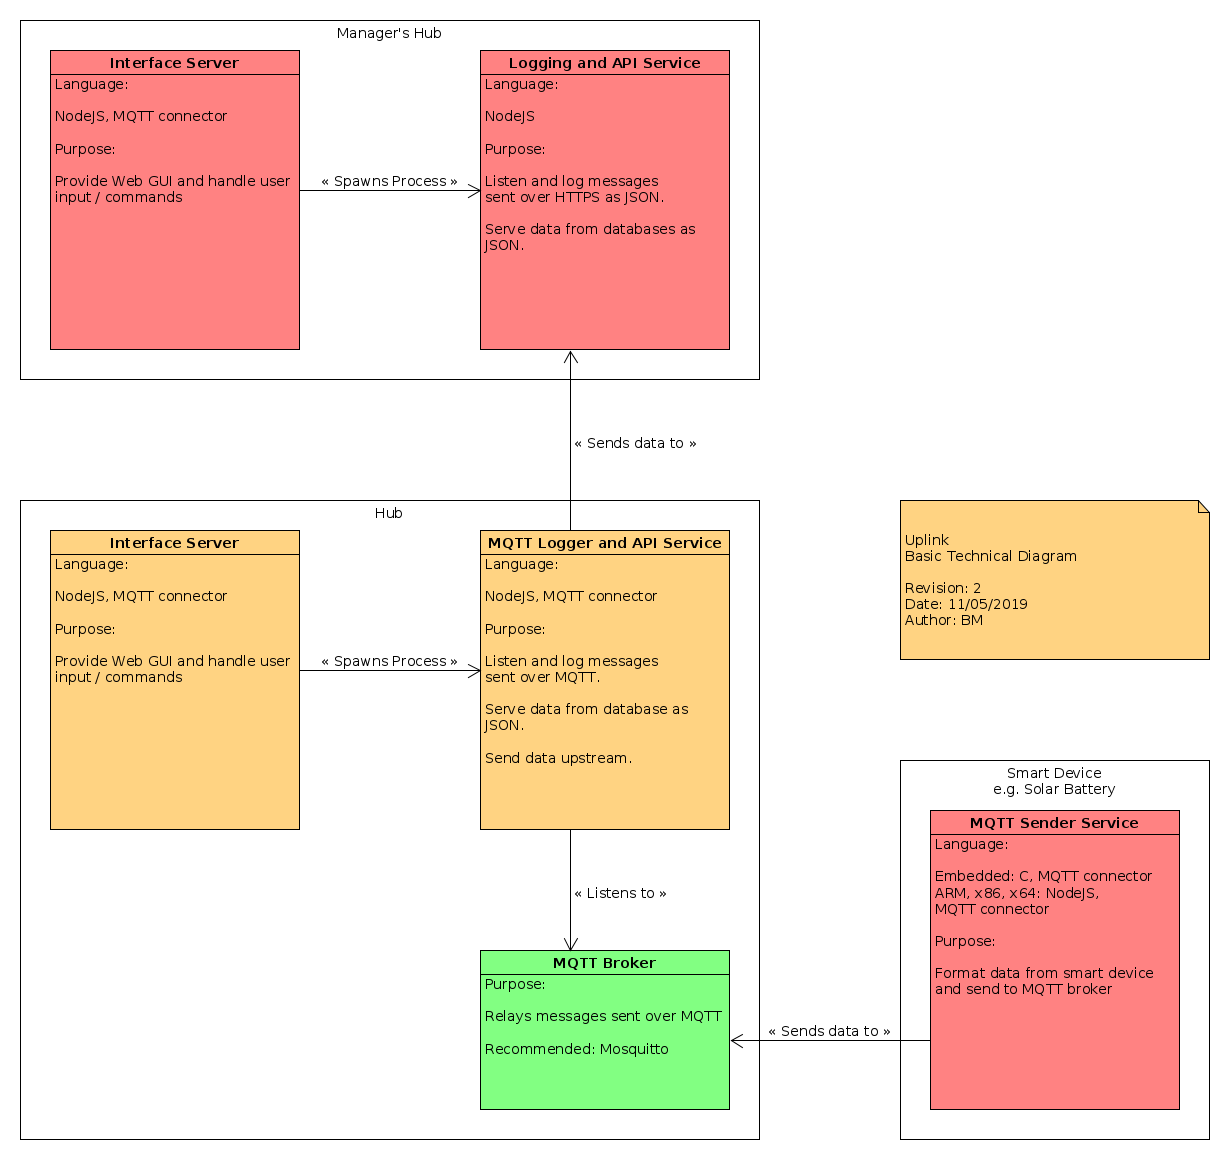 Manager's Hub
Interface Server
Language:
NodeJS, MQTT connector
Purpose:
Provide Web GUI and handle user
input / commands
« Spawns Process »
Logging and API Service
Language:
NodeJS
Purpose:
Listen and log messages
sent over HTTPS as JSON.
Serve data from databases as
JSON.
« Sends data to »
Hub
Interface Server
Language:
NodeJS, MQTT connector
Purpose:
Provide Web GUI and handle user
input / commands
« Spawns Process »
MQTT Logger and API Service
Language:
NodeJS, MQTT connector
Purpose:
Listen and log messages
sent over MQTT.
Serve data from database as
JSON.
Send data upstream.
« Listens to »
MQTT Broker
Purpose:
Relays messages sent over MQTT
Recommended: Mosquitto
« Sends data to »
Uplink
Basic Technical Diagram
Revision: 2
Date: 11/05/2019
Author: BM
Smart Device
e.g. Solar Battery
MQTT Sender Service
Language:
Embedded: C, MQTT connector
ARM, x86, x64: NodeJS,
MQTT connector
Purpose:
Format data from smart device
and send to MQTT broker